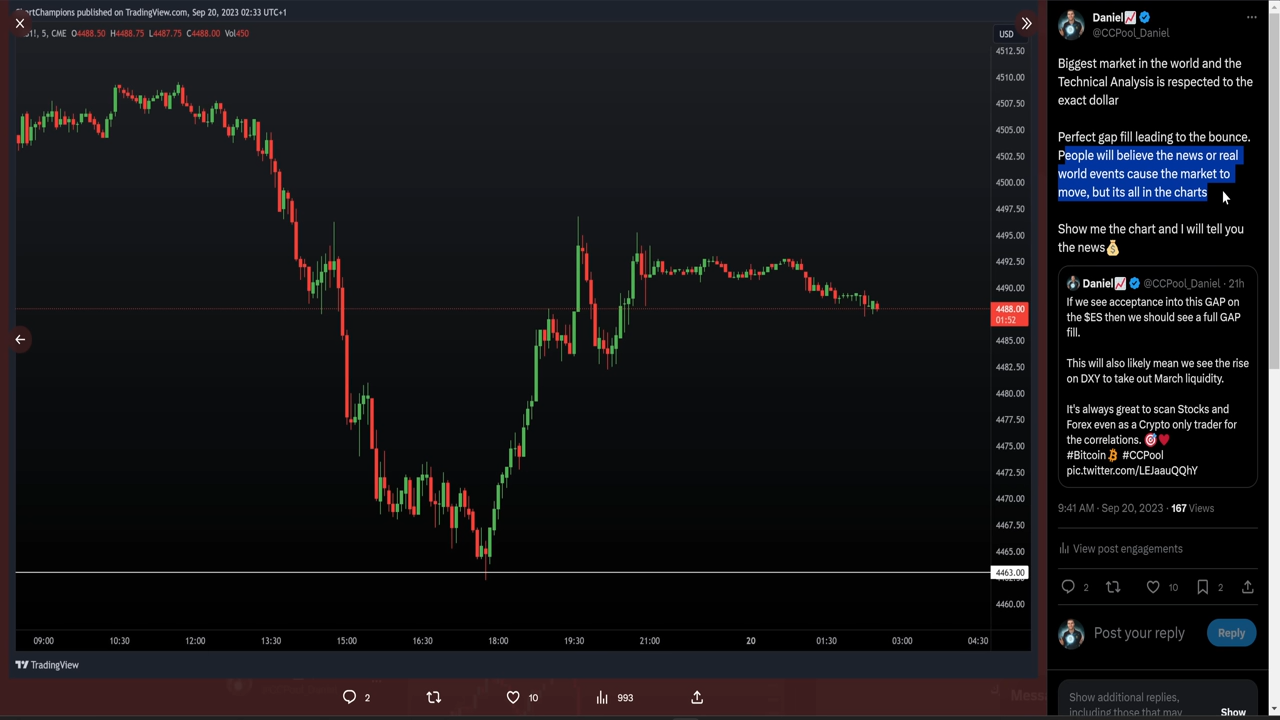 ChartChampions published on TradingView.com, Sep 20, 2023 02:33 UTC+1
S1!, 5, CME O4488.50 H4488.75 L4487.75 C4488.00 Vol450
USD
4512.50
4510.00
4507.50
4505.00
4502.50
4500.00
4497.50
4495.00
4492.50
4490.00
4488.00
01:52
4485.00
4482.50
4480.00
4477.50
4475.00
4472.50
4470.00
4467.50
4465.00
4463.00
4460.00
09:00 10:30 12:00 13:30 15:00 16:30 18:00 19:30 21:00 20 01:30 03:00 04:30
TradingView
2 10 993
Daniel📈
@CCPool_Daniel
Biggest market in the world and the
Technical Analysis is respected to the
exact dollar
Perfect gap fill leading to the bounce.
People will believe the news or real
world events cause the market to
move, but its all in the charts
Show me the chart and I will tell you
the news💰
Daniel📈 @CCPool_Daniel · 21h
If we see acceptance into this GAP on
the $ES then we should see a full GAP
fill.
This will also likely mean we see the rise
on DXY to take out March liquidity.
It's always great to scan Stocks and
Forex even as a Crypto only trader for
the correlations. 🎯♥️
#Bitcoin₿ #CCPool
pic.twitter.com/LEJaauQQhY
9:41 AM · Sep 20, 2023 · 167 Views
View post engagements
2 10 2
Post your reply
Reply
Show additional replies,
including those that may
Show